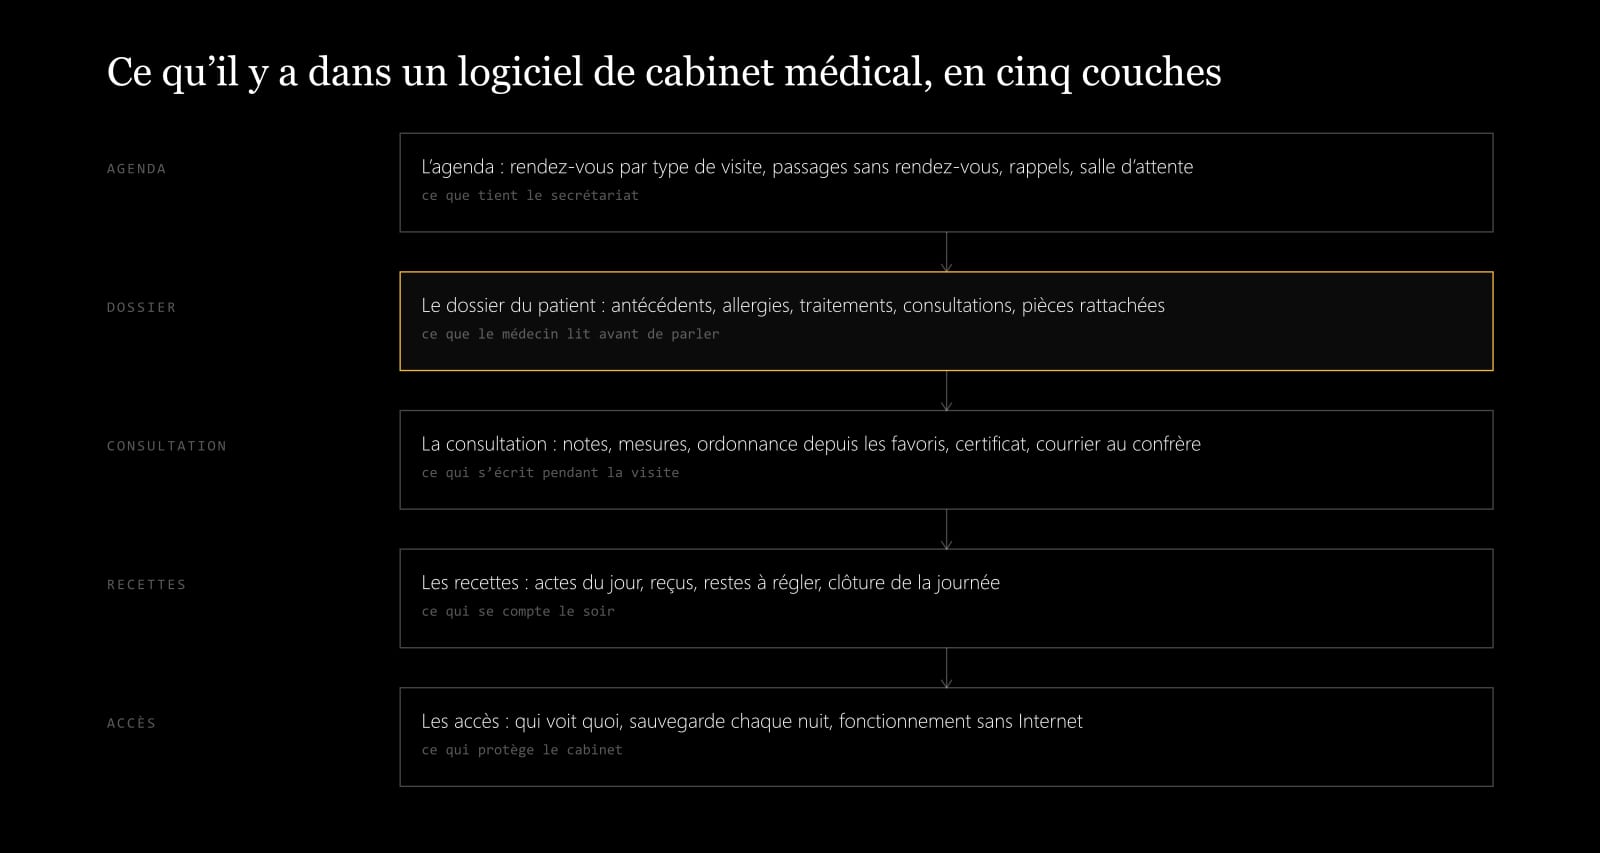 Ce qu’il y a dans un logiciel de cabinet médical, en cinq couches
AGENDA
L’agenda : rendez-vous par type de visite, passages sans rendez-vous, rappels, salle d’attente
ce que tient le secrétariat
DOSSIER
Le dossier du patient : antécédents, allergies, traitements, consultations, pièces rattachées
ce que le médecin lit avant de parler
CONSULTATION
La consultation : notes, mesures, ordonnance depuis les favoris, certificat, courrier au confrère
ce qui s’écrit pendant la visite
RECETTES
Les recettes : actes du jour, reçus, restes à régler, clôture de la journée
ce qui se compte le soir
ACCÈS
Les accès : qui voit quoi, sauvegarde chaque nuit, fonctionnement sans Internet
ce qui protège le cabinet